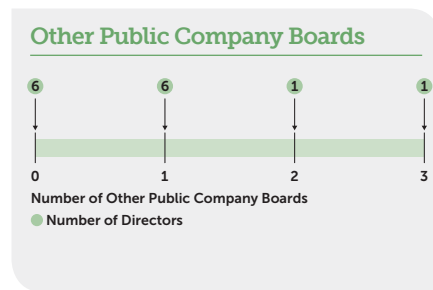 Other Public Company Boards
6 6 1 1
0 1 2 3
Number of Other Public Company Boards
Number of Directors